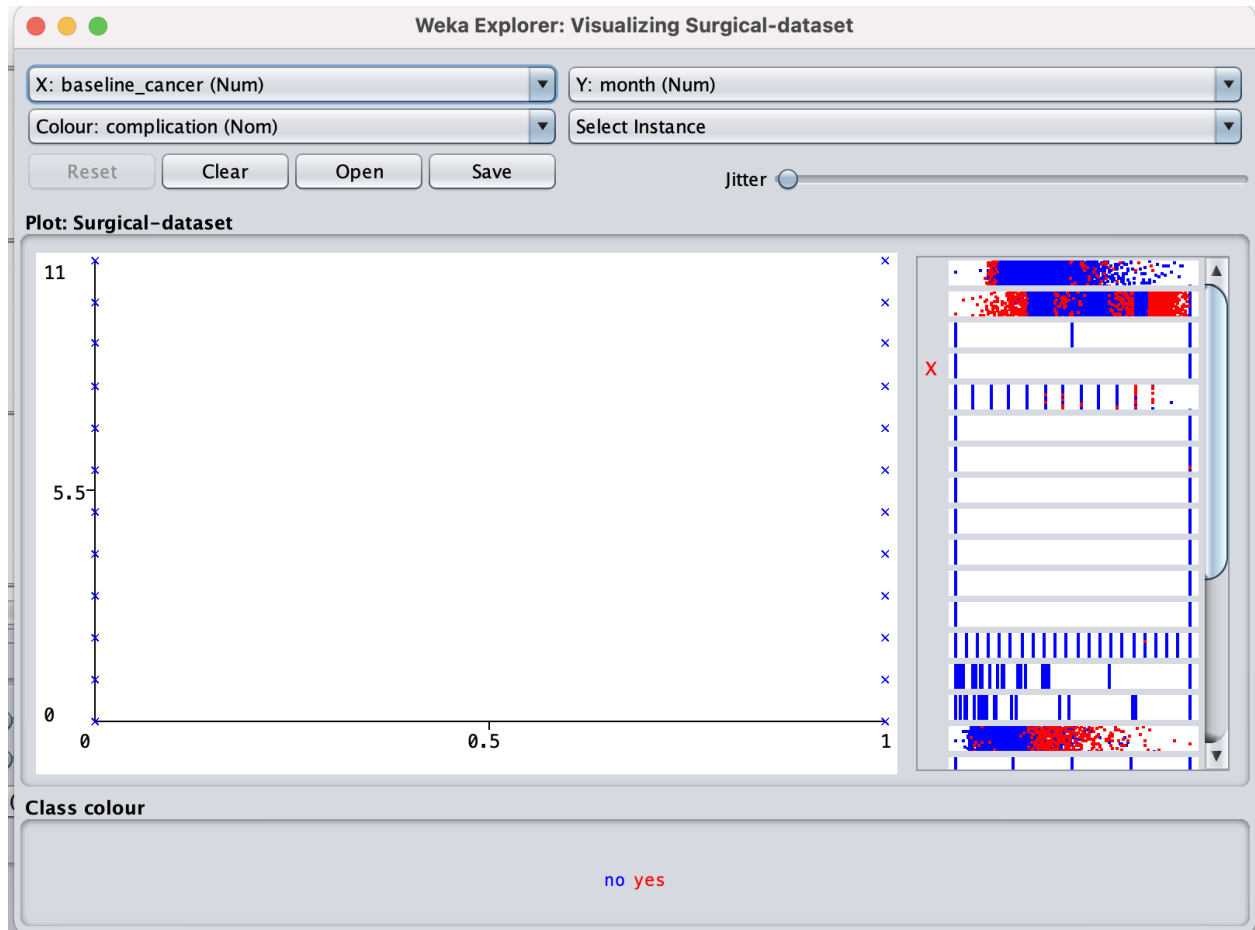 Weka Explorer: Visualizing Surgical-dataset
X: baseline_cancer (Num)
Y: month (Num)
Colour: complication (Nom)
Select Instance
Reset
Clear
Open
Save
Jitter
Plot: Surgical-dataset
11
5.5
0
0
0.5
1
X
Class colour
no yes